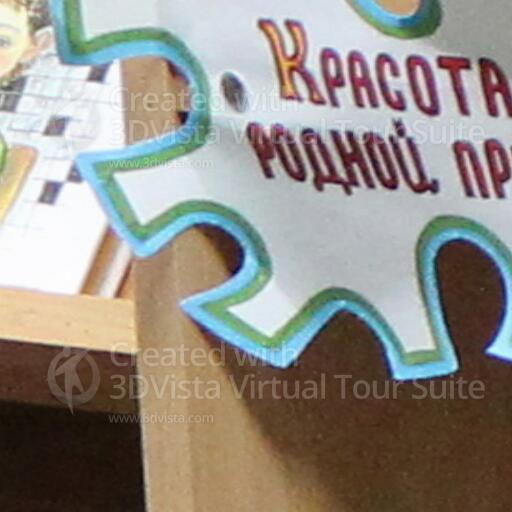 Красота
родной, пр
Created with
3DVista Virtual Tour Suite
www.3dvista.com
Created with
3DVista Virtual Tour Suite
www.3dvista.com